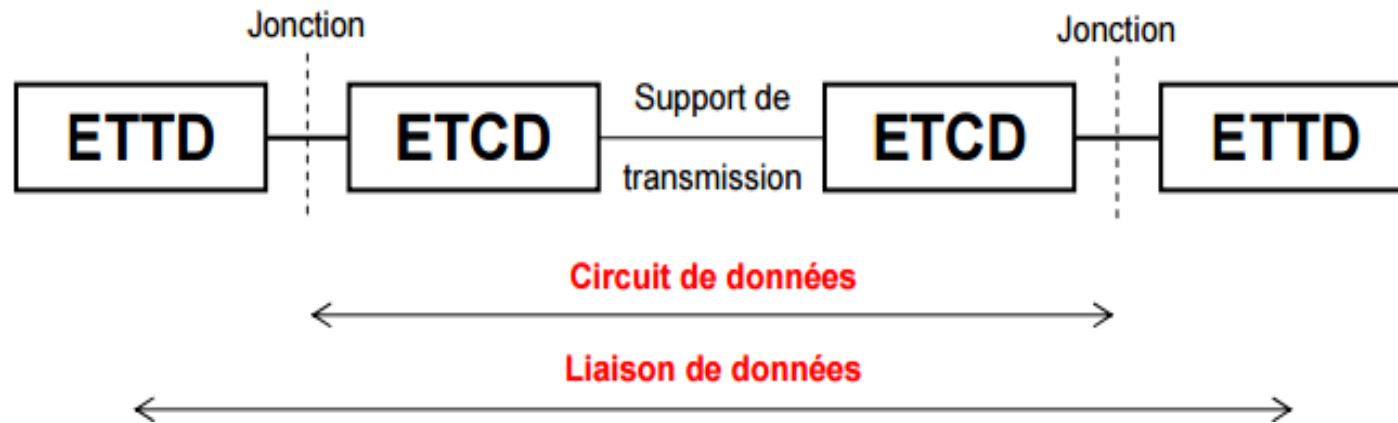 Jonction
Jonction
ETTD
ETCD
Support de
transmission
ETCD
ETTD
Circuit de données
Liaison de données